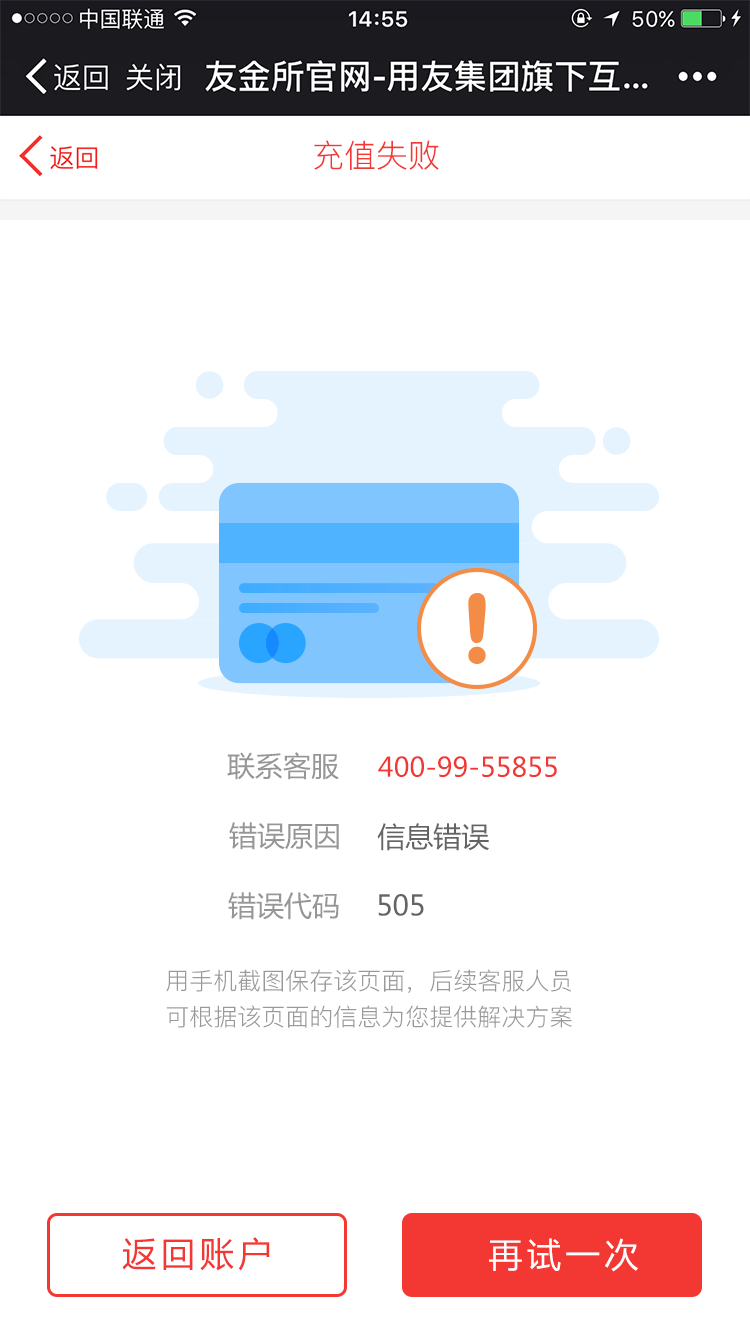 中国联通 14:55 50%
返回 关闭 友金所官网-用友集团旗下互...
返回 充值失败
联系客服 400-99-55855
错误原因 信息错误
错误代码 505
用手机截图保存该页面，后续客服人员
可根据该页面的信息为您提供解决方案
返回账户 再试一次